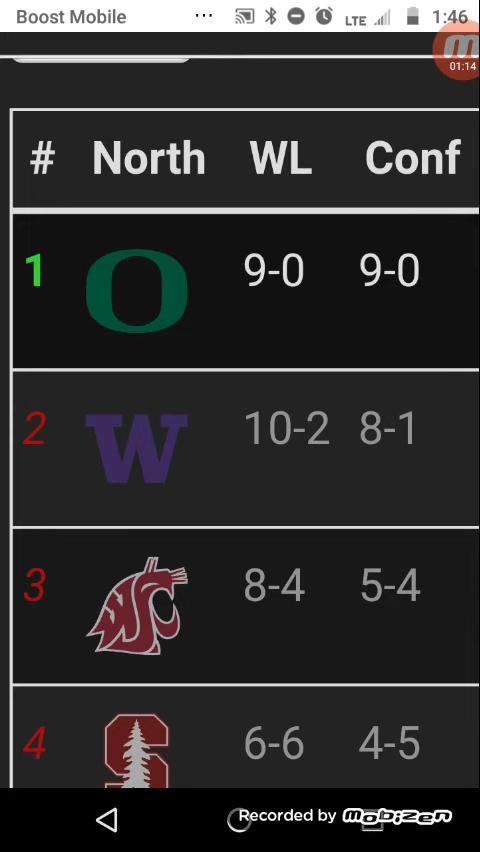 Boost Mobile ... LTE 1:46
01:14
# North WL Conf
1 O 9-0 9-0
2 W 10-2 8-1
3 WSC 8-4 5-4
4 S 6-6 4-5
Recorded by Mobizen